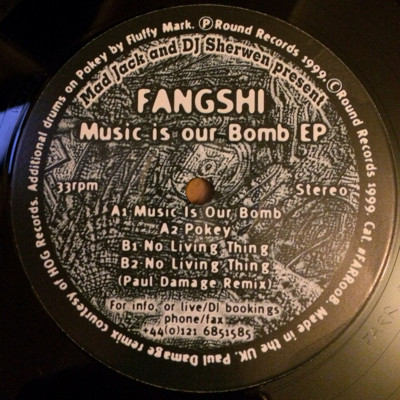 Mad Jack and DJ Sherwen present
FANGSHI
Music is our Bomb EP
33rpm
Stereo
A1 Music Is Our Bomb
A2 Pokey
B1 No Living Thing
B2 No Living Thing
(Paul Damage Remix)
For info, or live/DJ bookings
phone/fax
+44(0)121 6851585
Additional drums on Pokey by Fluffy Mark. ℗Round Records 1999. ©Round Records 1999. Cat. #FARR008. Made in the UK. Paul Damage remix courtesy of HOG Records.